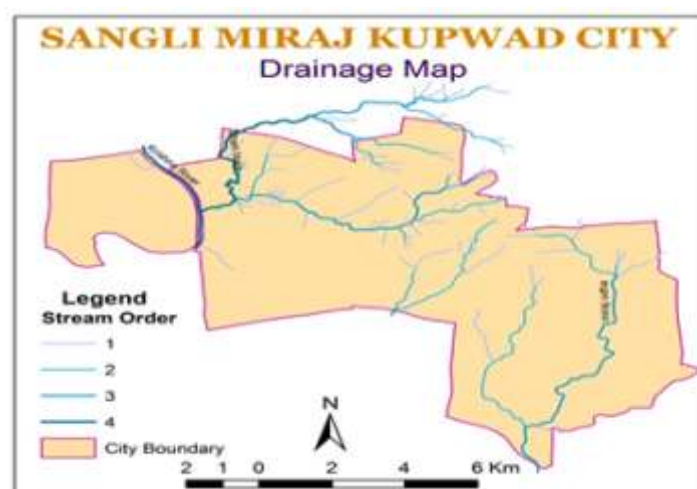 SANGLI MIRAJ KUPWAD CITY
Drainage Map
River
Legend
Stream Order
1
2
3
4
City Boundary
N
2 1 0 2 4 6 Km